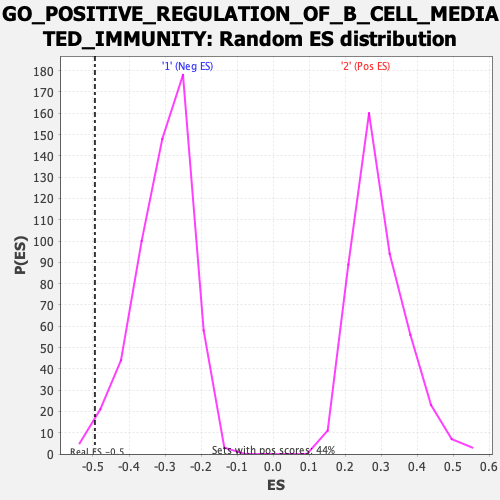 GO_POSITIVE_REGULATION_OF_B_CELL_MEDIA
TED_IMMUNITY: Random ES distribution
'1' (Neg ES)
'2' (Pos ES)
180
170
160
150
140
130
120
110
100
90
80
70
60
50
40
30
20
10
0
P(ES)
Real ES -0.5
Sets with pos scores: 44%
-0.5 -0.4 -0.3 -0.2 -0.1 0.0 0.1 0.2 0.3 0.4 0.5 0.6
ES